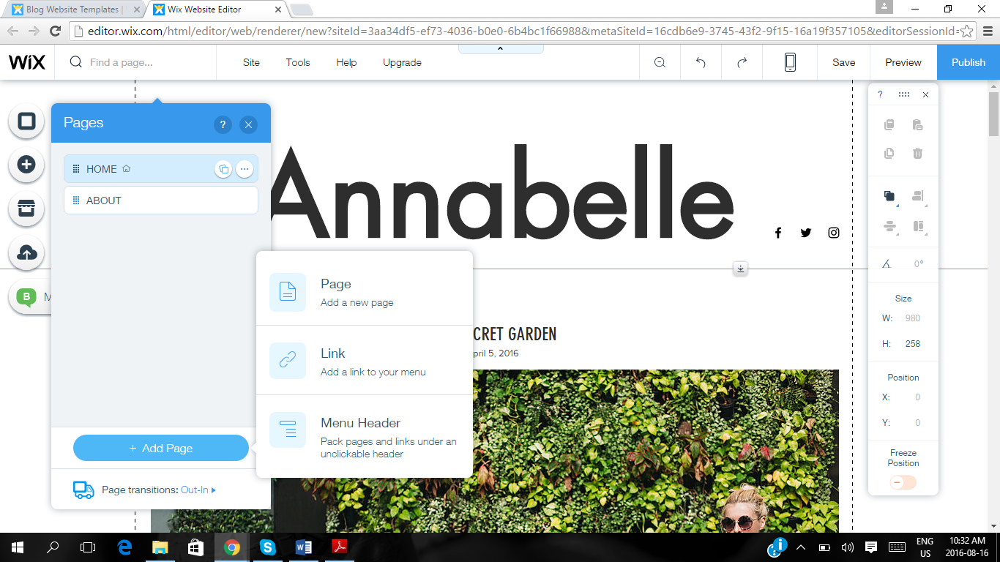 Blog Website Templates |
Wix Website Editor
editor.wix.com/html/editor/web/renderer/new?siteId=3aa34df5-ef73-4036-b0e0-6b4bc1f66988&metaSiteId=16cdb6e9-3745-43f2-9f15-16a19f357105&editorSessionId=
WiX
Find a page...
Site
Tools
Help
Upgrade
Save
Preview
Publish
Pages
?
?
HOME
ABOUT
Annabelle
B
M
0°
Page
Add a new page
Link
Add a link to your menu
Menu Header
Pack pages and links under an
unclickable header
+ Add Page
Page transitions: Out-In
CRET GARDEN
pril 5, 2016
Size
W: 980
H: 258
Position
X: 0
Y: 0
Freeze
Position
ENG
US
10:32 AM
2016-08-16